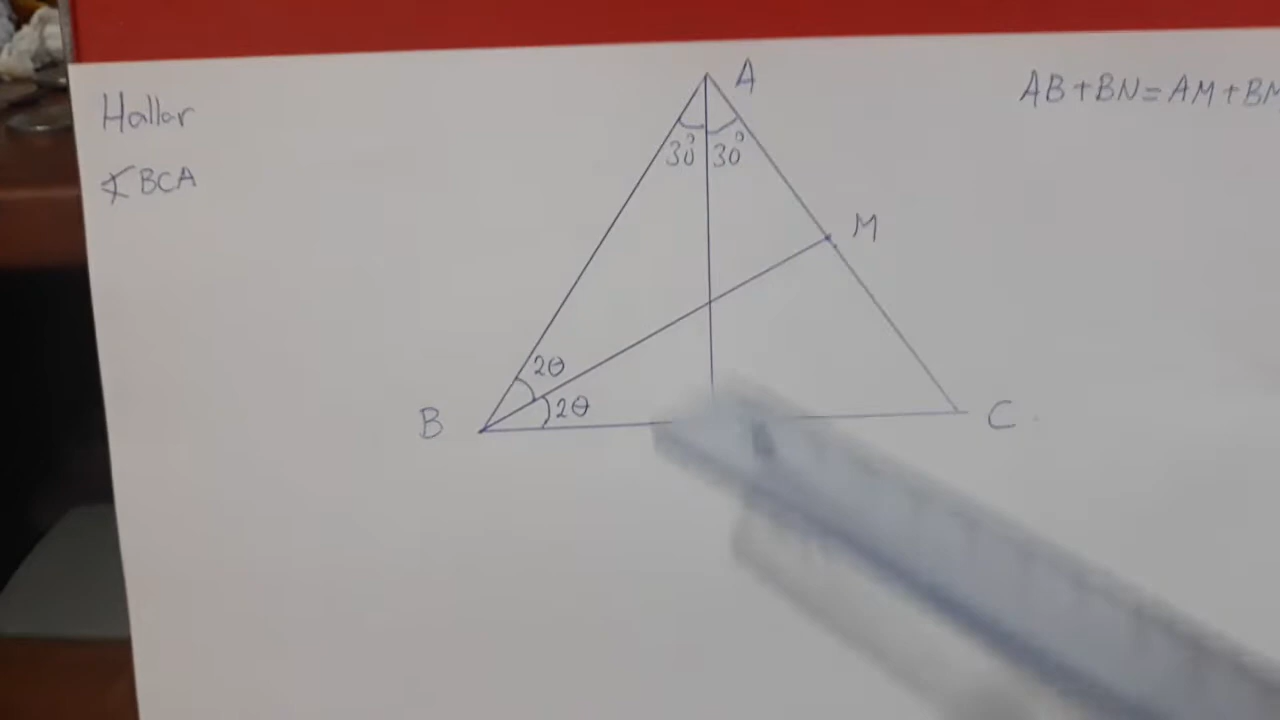 A
AB+BN=AM+BM
Hallar
∢BCA
30° 30°
M
2θ
2θ
B
C